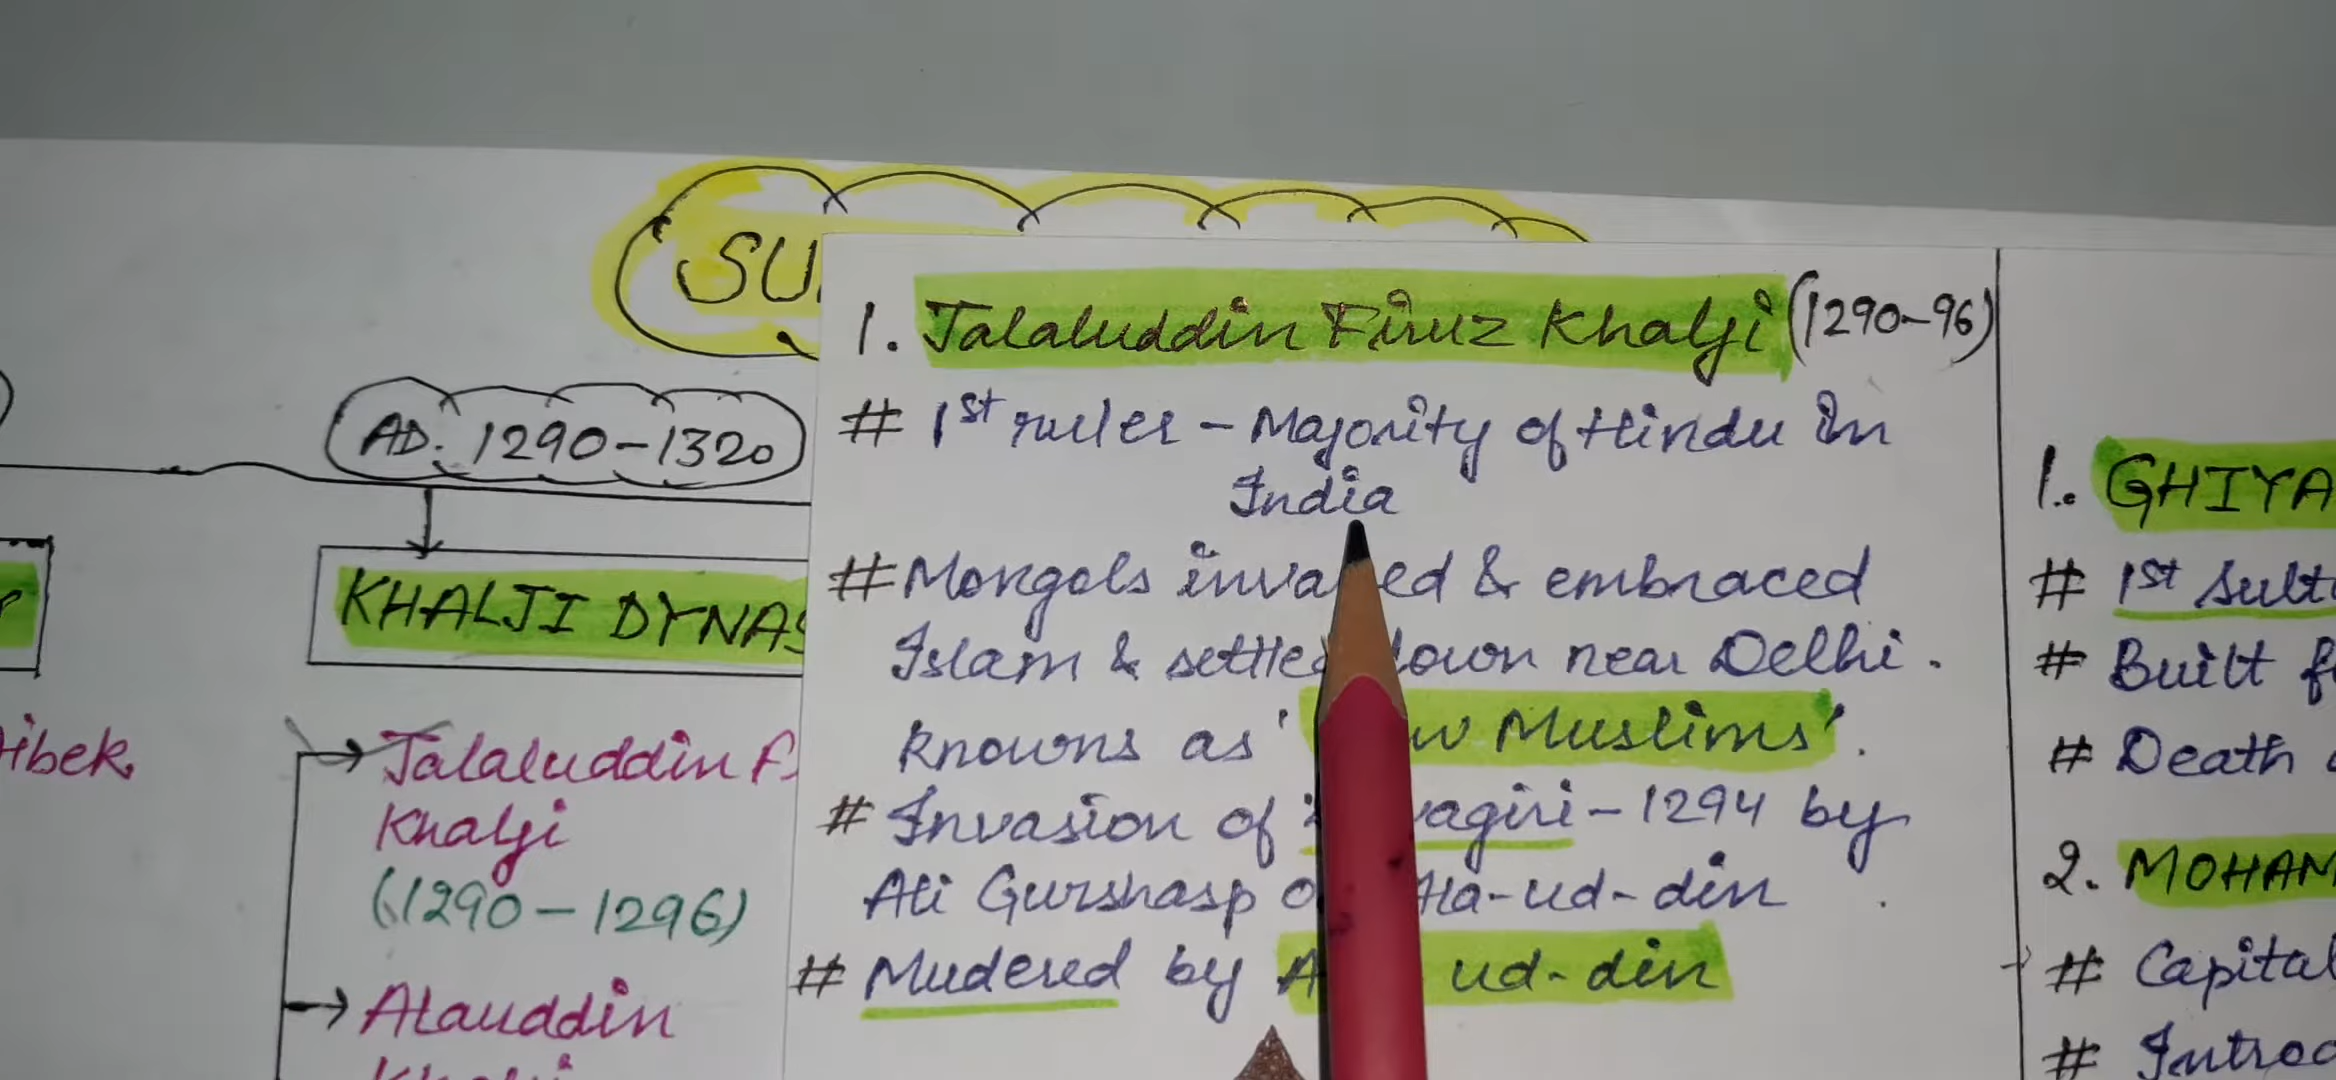 SU
AD. 1290-1320
KHALJI DYNAS
Aibek
Jalaluddin F.
Khalji
(1290-1296)
Alauddin
1. Jalaluddin Firuz Khalji (1290-96)
# 1st ruler - Majority of Hindu in
India
# Mongols inva ed & embraced
Islam & settled down near Delhi.
knowns as ' w Muslims'.
# Invasion of vagiri - 1294 by
Ali Gurshasp o Ala-ud-din
# Mudered by A ud-din
1. GHIYA
# 1st Sult
# Built f
# Death
2. MOHAM
# Capital
# Introd